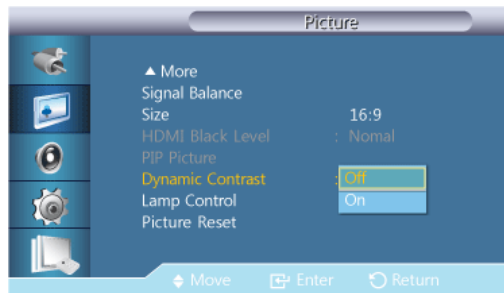 Picture
▲ More
Signal Balance
Size 16:9
HDMI Black Level : Nomal
PIP Picture
Dynamic Contrast : Off
Lamp Control On
Picture Reset
Move Enter Return